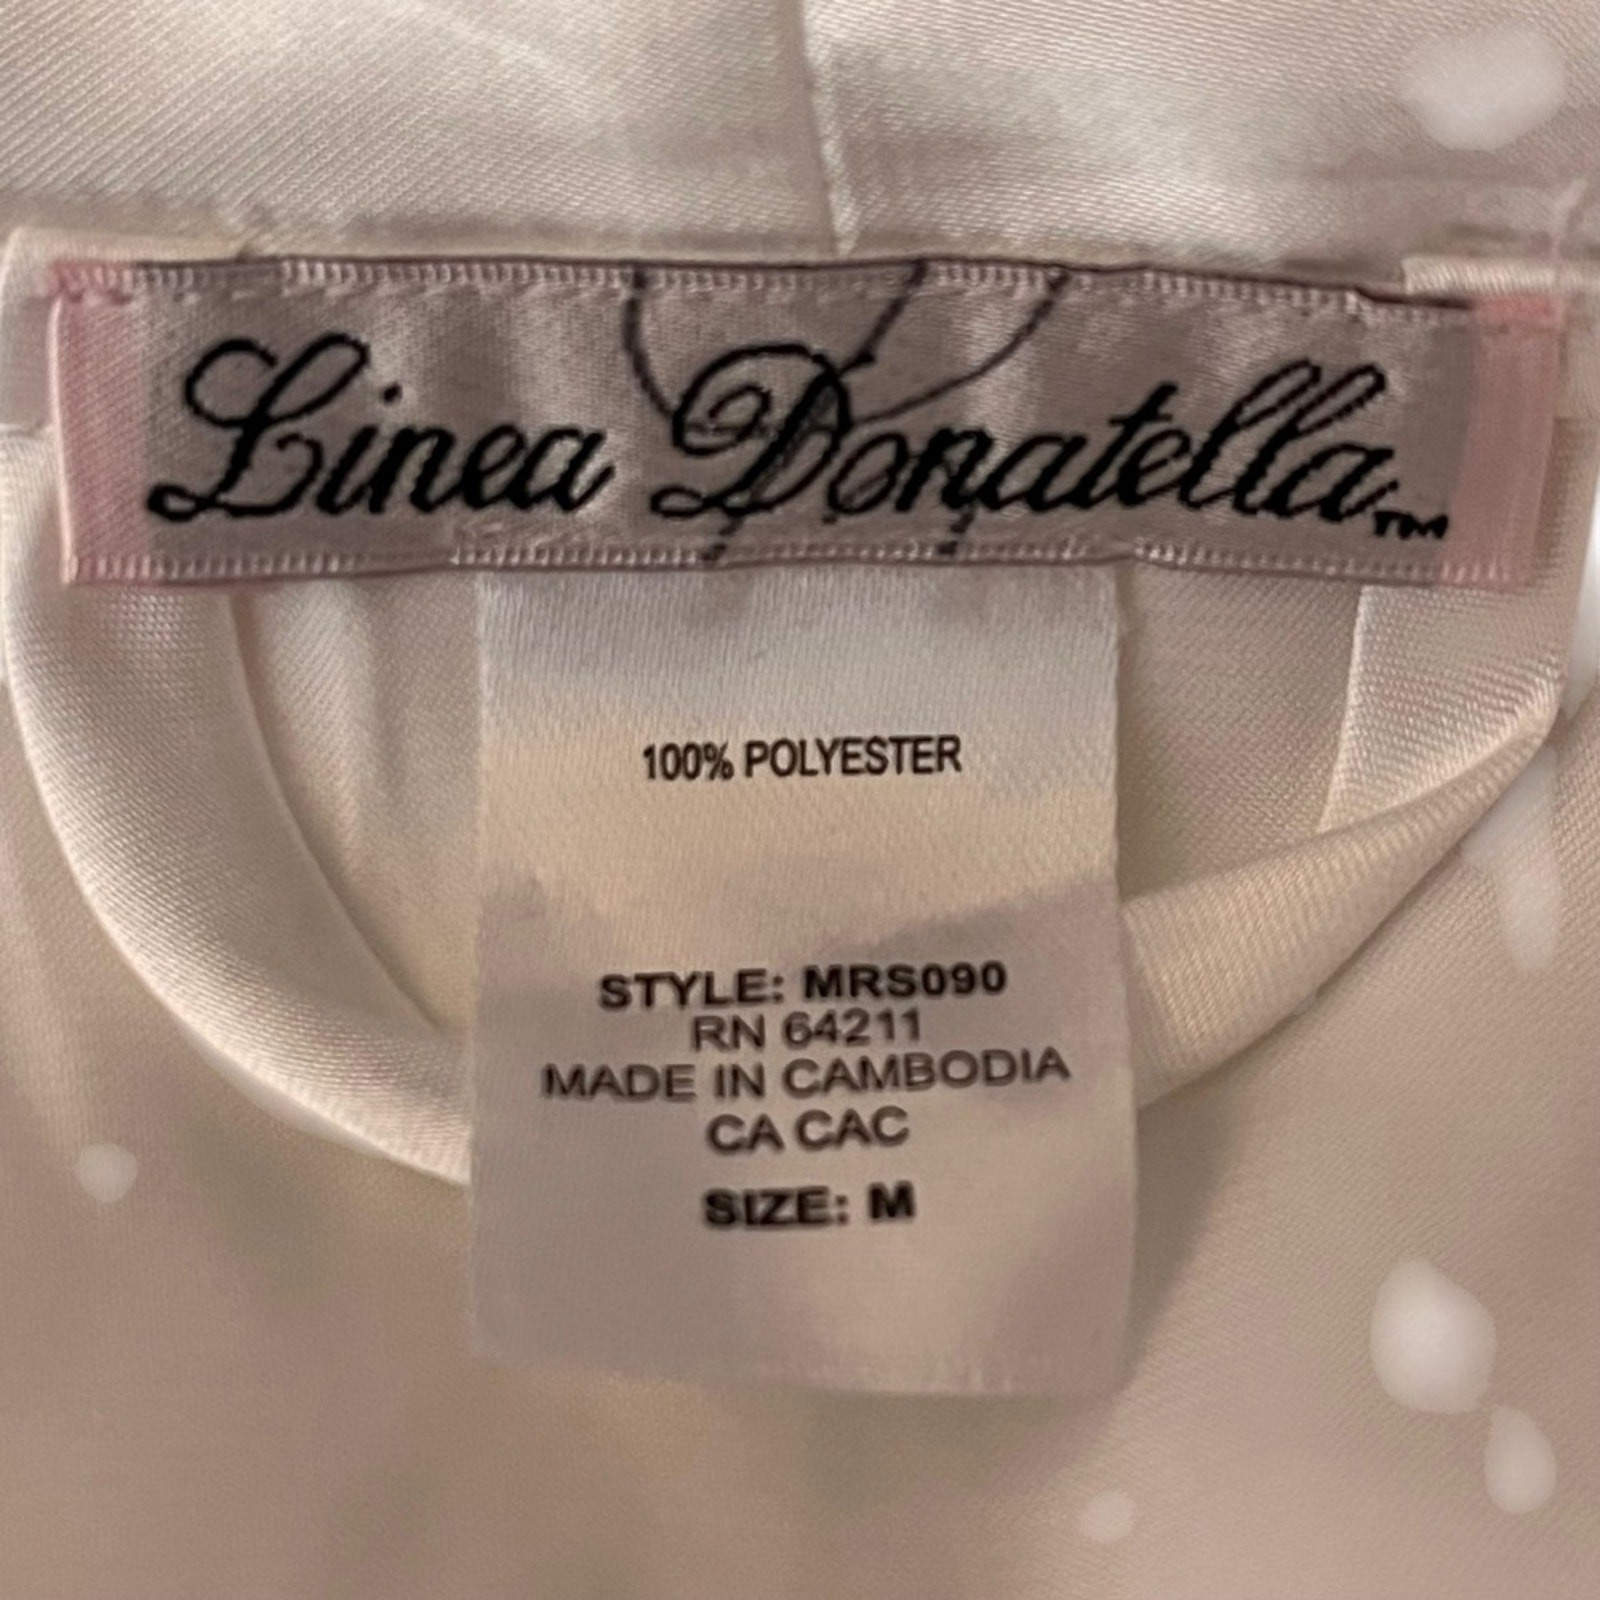 Linea Donatella™
100% POLYESTER
STYLE: MRS090
RN 64211
MADE IN CAMBODIA
CA CAC
SIZE: M